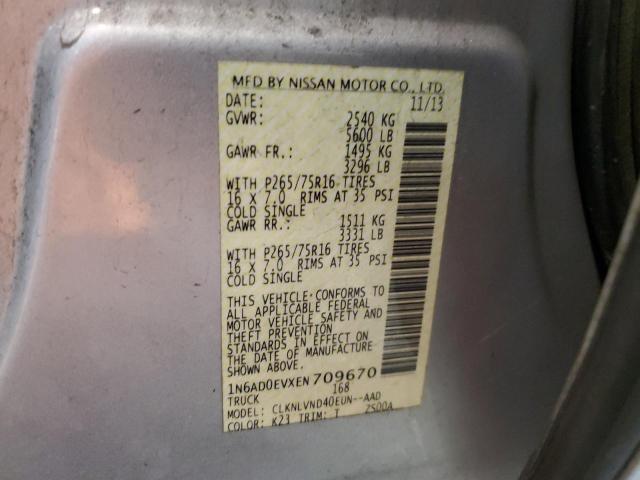 MFD BY NISSAN MOTOR CO., LTD.
DATE: 11/13
GVWR: 2540 KG
5600 LB
GAWR FR.: 1495 KG
3296 LB
WITH P265/75R16 TIRES
16 X 7.0 RIMS AT 35 PSI
COLD SINGLE
GAWR RR.: 1511 KG
3331 LB
WITH P265/75R16 TIRES
16 X 7.0 RIMS AT 35 PSI
COLD SINGLE
THIS VEHICLE CONFORMS TO
ALL APPLICABLE FEDERAL
MOTOR VEHICLE SAFETY AND
THEFT PREVENTION
STANDARDS IN EFFECT ON
THE DATE OF MANUFACTURE
SHOWN ABOVE.
1N6AD0EVXEN709670
TRUCK 168
MODEL: CLKNLVND40EUN--AAD
COLOR: K23 TRIM: T ZSDDA